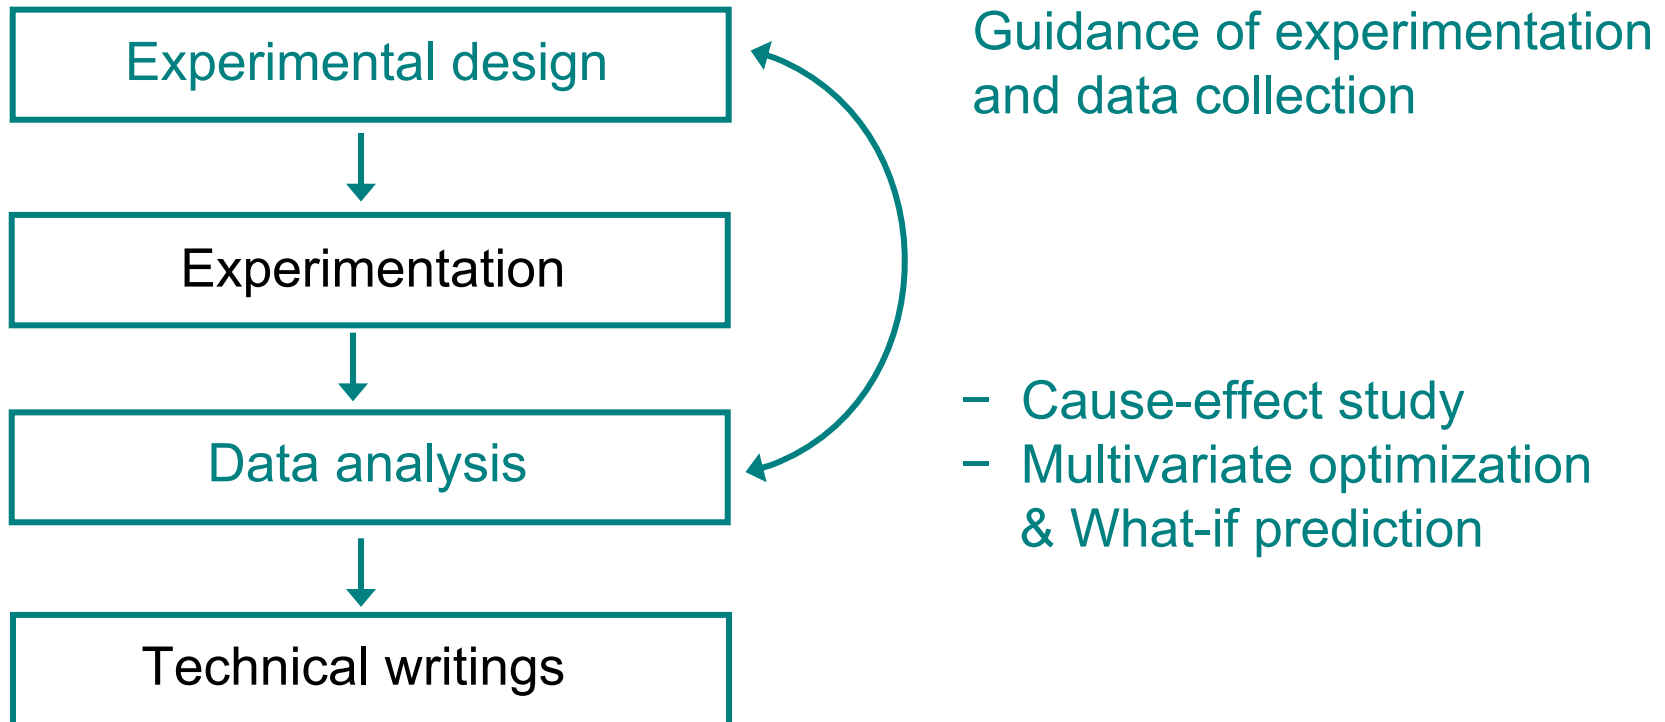 Experimental design
Guidance of experimentation
and data collection
Experimentation
Data analysis
− Cause-effect study
− Multivariate optimization
& What-if prediction
Technical writings